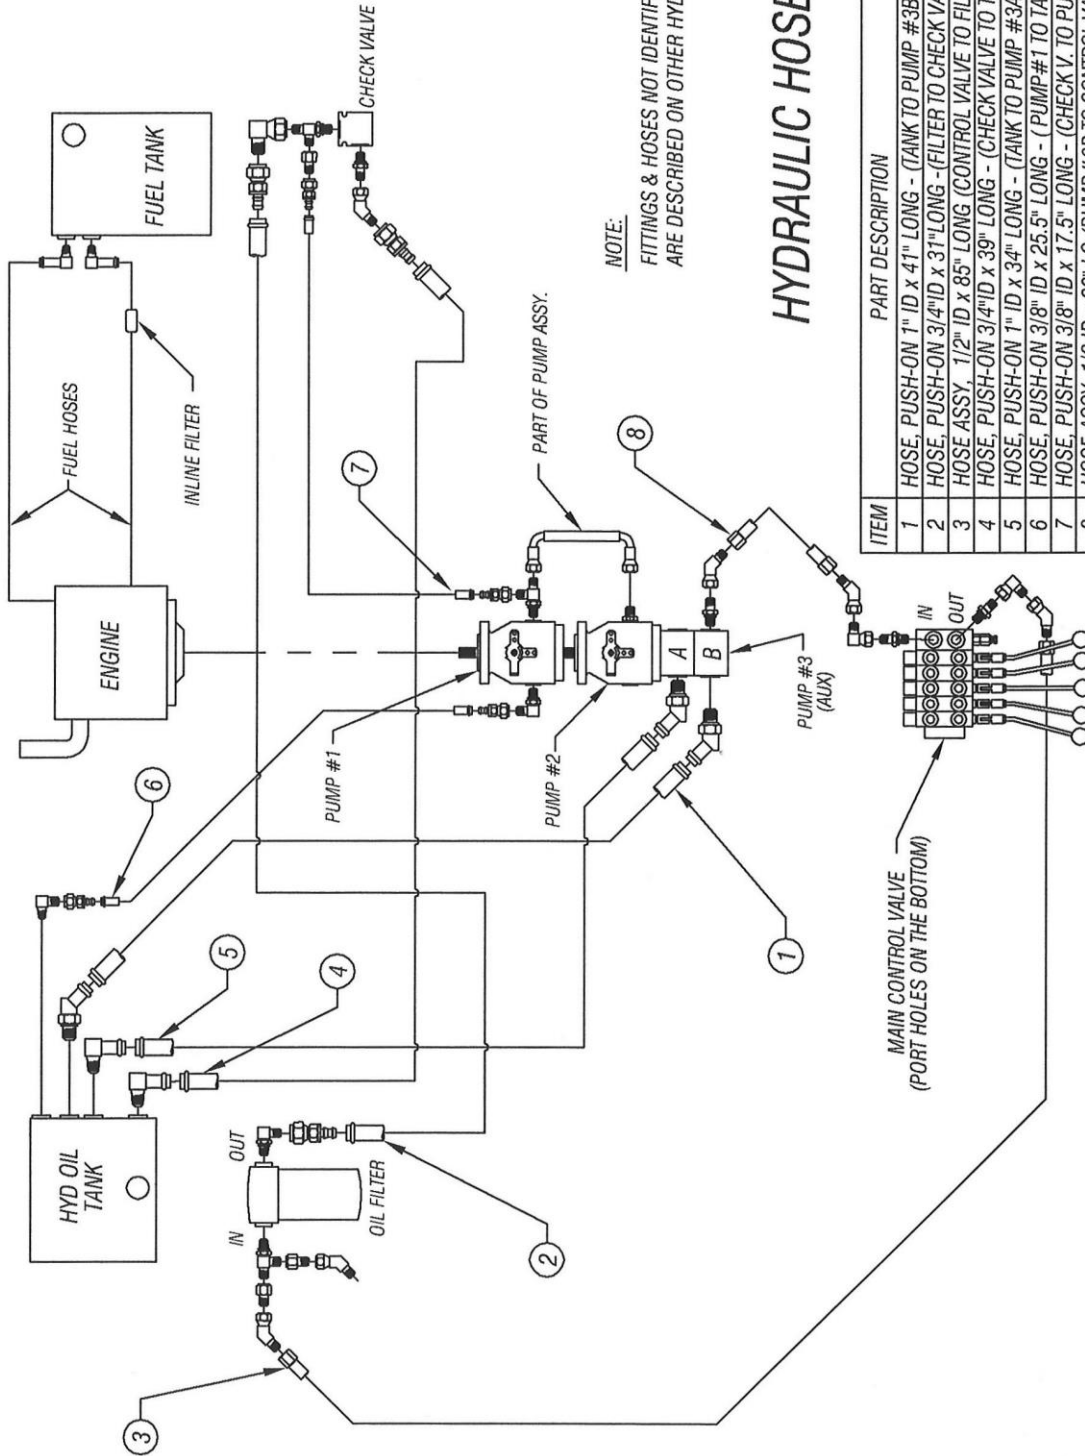 FUEL TANK
CHECK VALVE
FUEL HOSES
INLINE FILTER
ENGINE
NOTE:
FITTINGS & HOSES NOT
ARE DESCRIBED ON OTHER
HYDRAULIC
7
PART OF PUMP ASSY.
8
PUMP #1
PUMP #2
A
B
PUMP #3
(AUX)
6
5
4
1
HYD OIL
TANK
IN
OUT
OIL FILTER
2
3
MAIN CONTROL VALVE
(PORT HOLES ON THE BOTTOM)
IN
OUT
ITEM PART DESCRIPTION
1 HOSE, PUSH-ON 1" ID x 41" LONG - (TANK TO PUMP #3B
2 HOSE, PUSH-ON 3/4"ID x 31"LONG -(FILTER TO CHECK
3 HOSE ASSY, 1/2" ID x 85" LONG (CONTROL VALVE TO
4 HOSE, PUSH-ON 3/4"ID x 39" LONG - (CHECK VALVE TO
5 HOSE, PUSH-ON 1" ID x 34" LONG - (TANK TO PUMP #3A
6 HOSE, PUSH-ON 3/8" ID x 25.5" LONG - ( PUMP#1 TO
7 HOSE, PUSH-ON 3/8" ID x 17.5" LONG - (CHECK V. TO